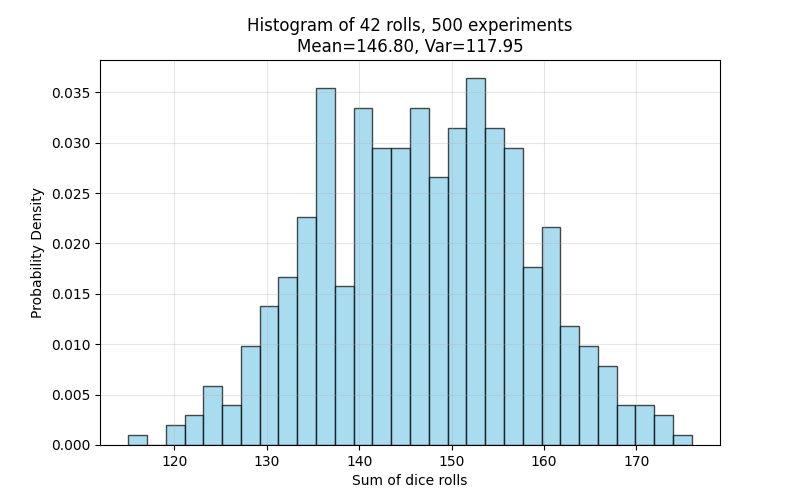 Histogram of 42 rolls, 500 experiments
Mean=146.80, Var=117.95
0.035
0.030
0.025
0.020
0.015
0.010
0.005
0.000
Probability Density
120 130 140 150 160 170
Sum of dice rolls